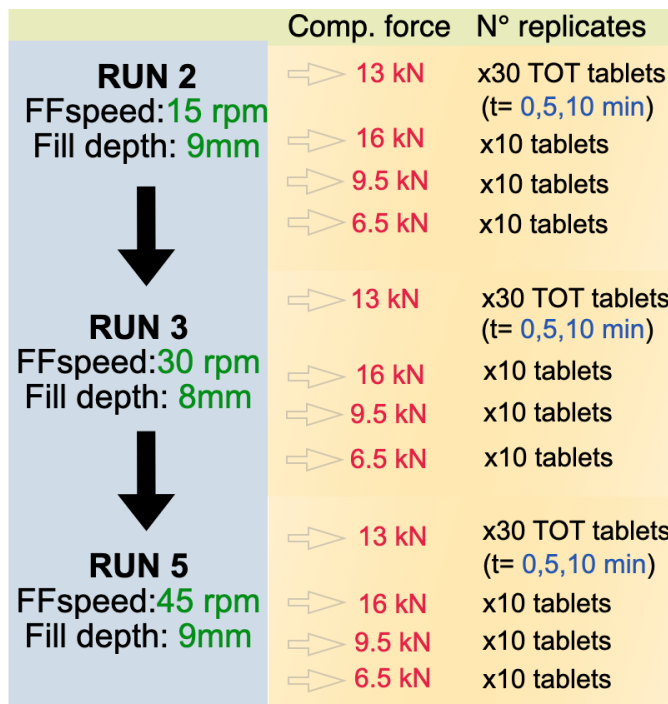 Comp. force N° replicates
RUN 2
FFspeed:15 rpm
Fill depth: 9mm
13 kN x30 TOT tablets
(t= 0,5,10 min)
16 kN x10 tablets
9.5 kN x10 tablets
6.5 kN x10 tablets
RUN 3
FFspeed:30 rpm
Fill depth: 8mm
13 kN x30 TOT tablets
(t= 0,5,10 min)
16 kN x10 tablets
9.5 kN x10 tablets
6.5 kN x10 tablets
RUN 5
FFspeed:45 rpm
Fill depth: 9mm
13 kN x30 TOT tablets
(t= 0,5,10 min)
16 kN x10 tablets
9.5 kN x10 tablets
6.5 kN x10 tablets